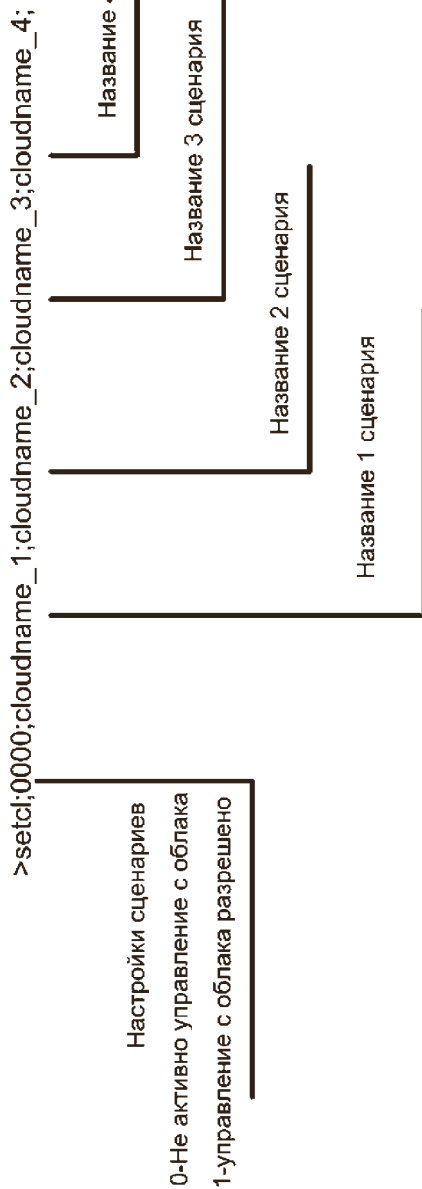 >setcl;0000;cloudname_1;cloudname_2;cloudname_3;cloudname_4;
Настройки сценариев
0-Не активно управление с облака
1-управление с облака разрешено
Название 1 сценария
Название 2 сценария
Название 3 сценария
Название